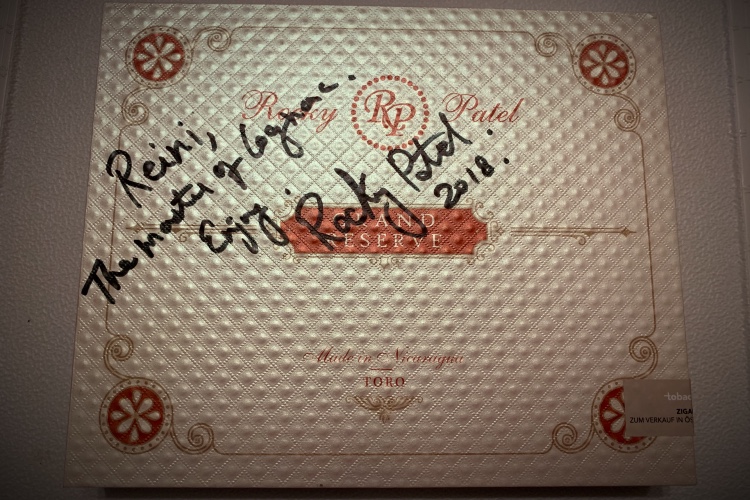 Rocky RP Patel
Reini,
The master of Cognac.
Enjoy.
Rocky Patel.
2018.
GRAND
RESERVE
Made in Nicaragua
TORO
tobac
ZIGA
ZUM VERKAUF IN Ö